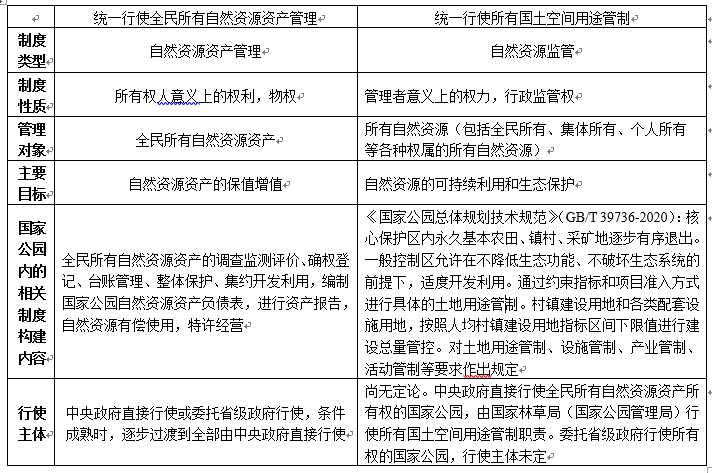 统一行使全民所有自然资源资产管理
统一行使所有国土空间用途管制
制度
类型
自然资源资产管理
自然资源监管
制度
性质
所有权人意义上的权利，物权
管理者意义上的权力，行政监管权
管理
对象
全民所有自然资源资产
所有自然资源（包括全民所有、集体所有、个人所有
等各种权属的所有自然资源）
主要
目标
自然资源资产的保值增值
自然资源的可持续利用和生态保护
国家
公园
内的
相关
制度
构建
内容
全民所有自然资源资产的调查监测评价、确权登
记、台账管理、整体保护、集约开发利用，编制
国家公园自然资源资产负债表，进行资产报告，
自然资源有偿使用，特许经营
《国家公园总体规划技术规范》（GB/T 39736-2020）：核
心保护区内永久基本农田、镇村、采矿地逐步有序退出。
一般控制区允许在不降低生态功能、不破坏生态系统的
前提下，适度开发利用。通过约束指标和项目准入方式
进行具体的土地用途管制。村镇建设用地和各类配套设
施用地，按照人均村镇建设用地指标区间下限值进行建
设总量管控。对土地用途管制、设施管制、产业管制、
活动管制等要求作出规定
行使
主体
中央政府直接行使或委托省级政府行使，条件
成熟时，逐步过渡到全部由中央政府直接行使
尚无定论。中央政府直接行使全民所有自然资源资产所
有权的国家公园，由国家林草局（国家公园管理局）行
使所有国土空间用途管制职责。委托省级政府行使所有
权的国家公园，行使主体未定